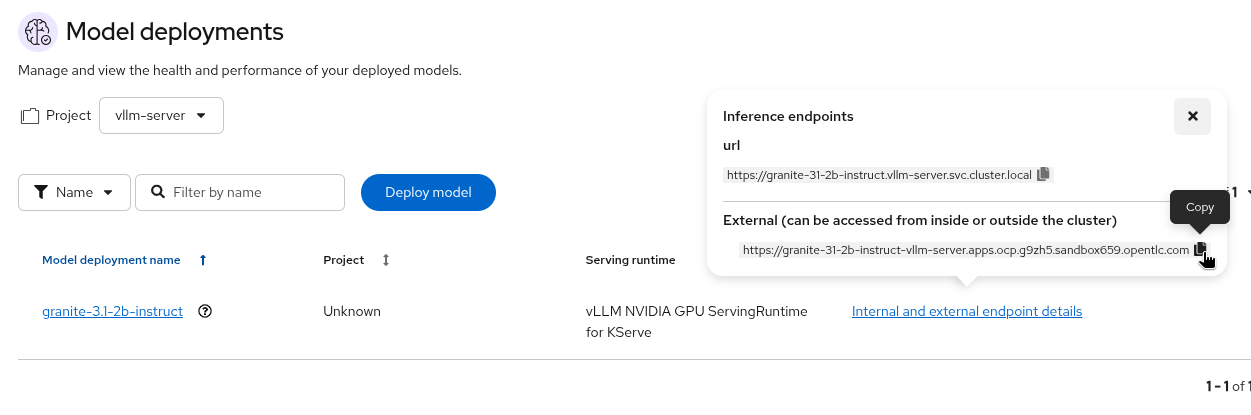 Model deployments
Manage and view the health and performance of your deployed models.
Project
vllm-server
Inference endpoints
url
https://granite-31-2b-instruct.vllm-server.svc.cluster.local
Name
Filter by name
Deploy model
1
Copy
External (can be accessed from inside or outside the cluster)
https://granite-31-2b-instruct-vllm-server.apps.ocp.g9zh5.sandbox659.opentlc.com
Model deployment name
Project
Serving runtime
granite-3.1-2b-instruct
Unknown
vLLM NVIDIA GPU ServingRuntime
for KServe
Internal and external endpoint details
1 - 1 of 1